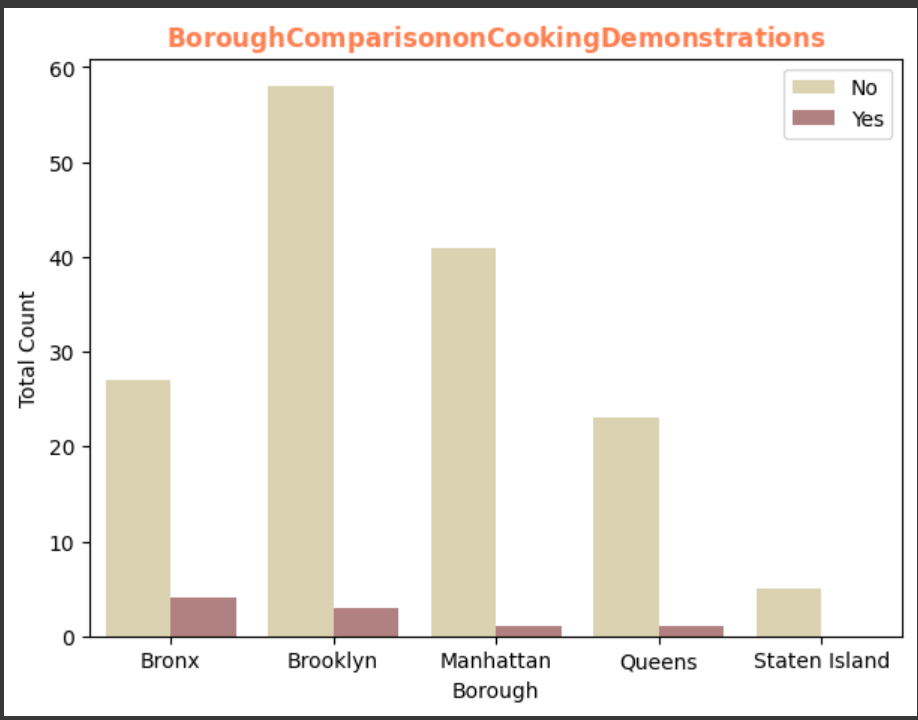 BoroughComparisononCookingDemonstrations
No
Yes
60
50
40
30
20
10
0
Total Count
Bronx Brooklyn Manhattan Queens Staten Island
Borough